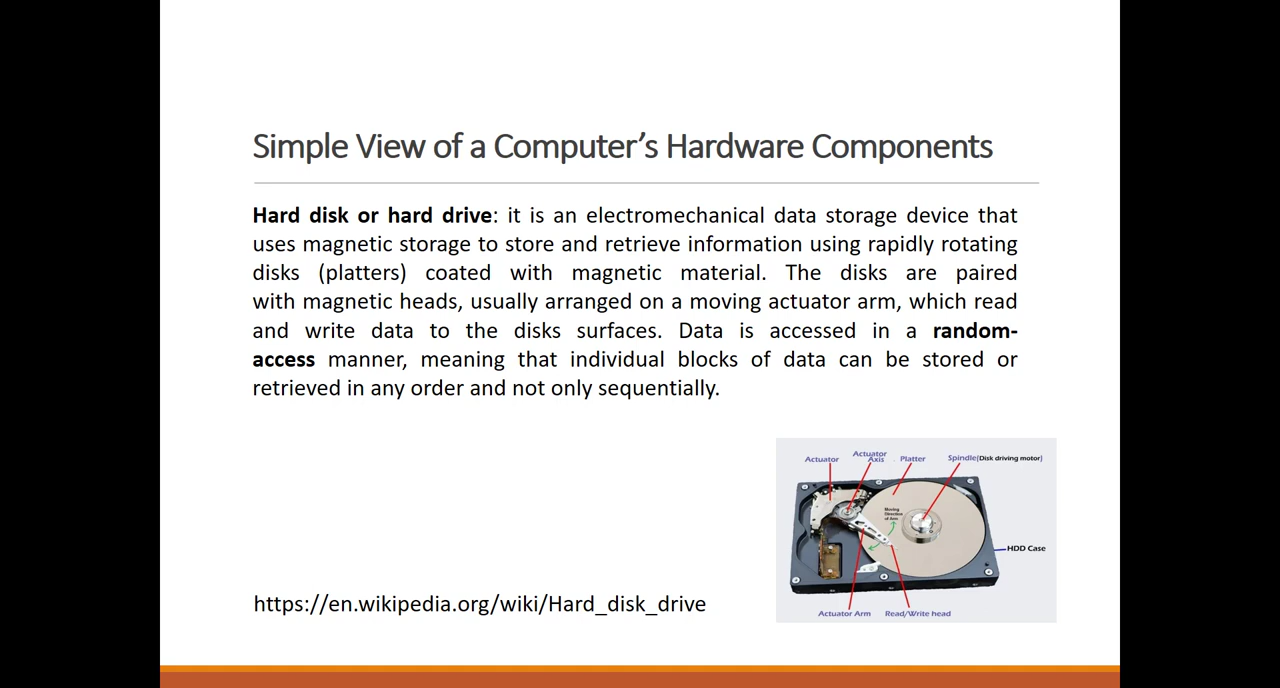 Simple View of a Computer’s Hardware Components
Hard disk or hard drive: it is an electromechanical data storage device that
uses magnetic storage to store and retrieve information using rapidly rotating
disks (platters) coated with magnetic material. The disks are paired
with magnetic heads, usually arranged on a moving actuator arm, which read
and write data to the disks surfaces. Data is accessed in a random-
access manner, meaning that individual blocks of data can be stored or
retrieved in any order and not only sequentially.
Actuator
Actuator
Axis
Platter
Spindle(Disk driving motor)
Moving
Direction
of Arm
HDD Case
Actuator Arm
Read/Write head
https://en.wikipedia.org/wiki/Hard_disk_drive